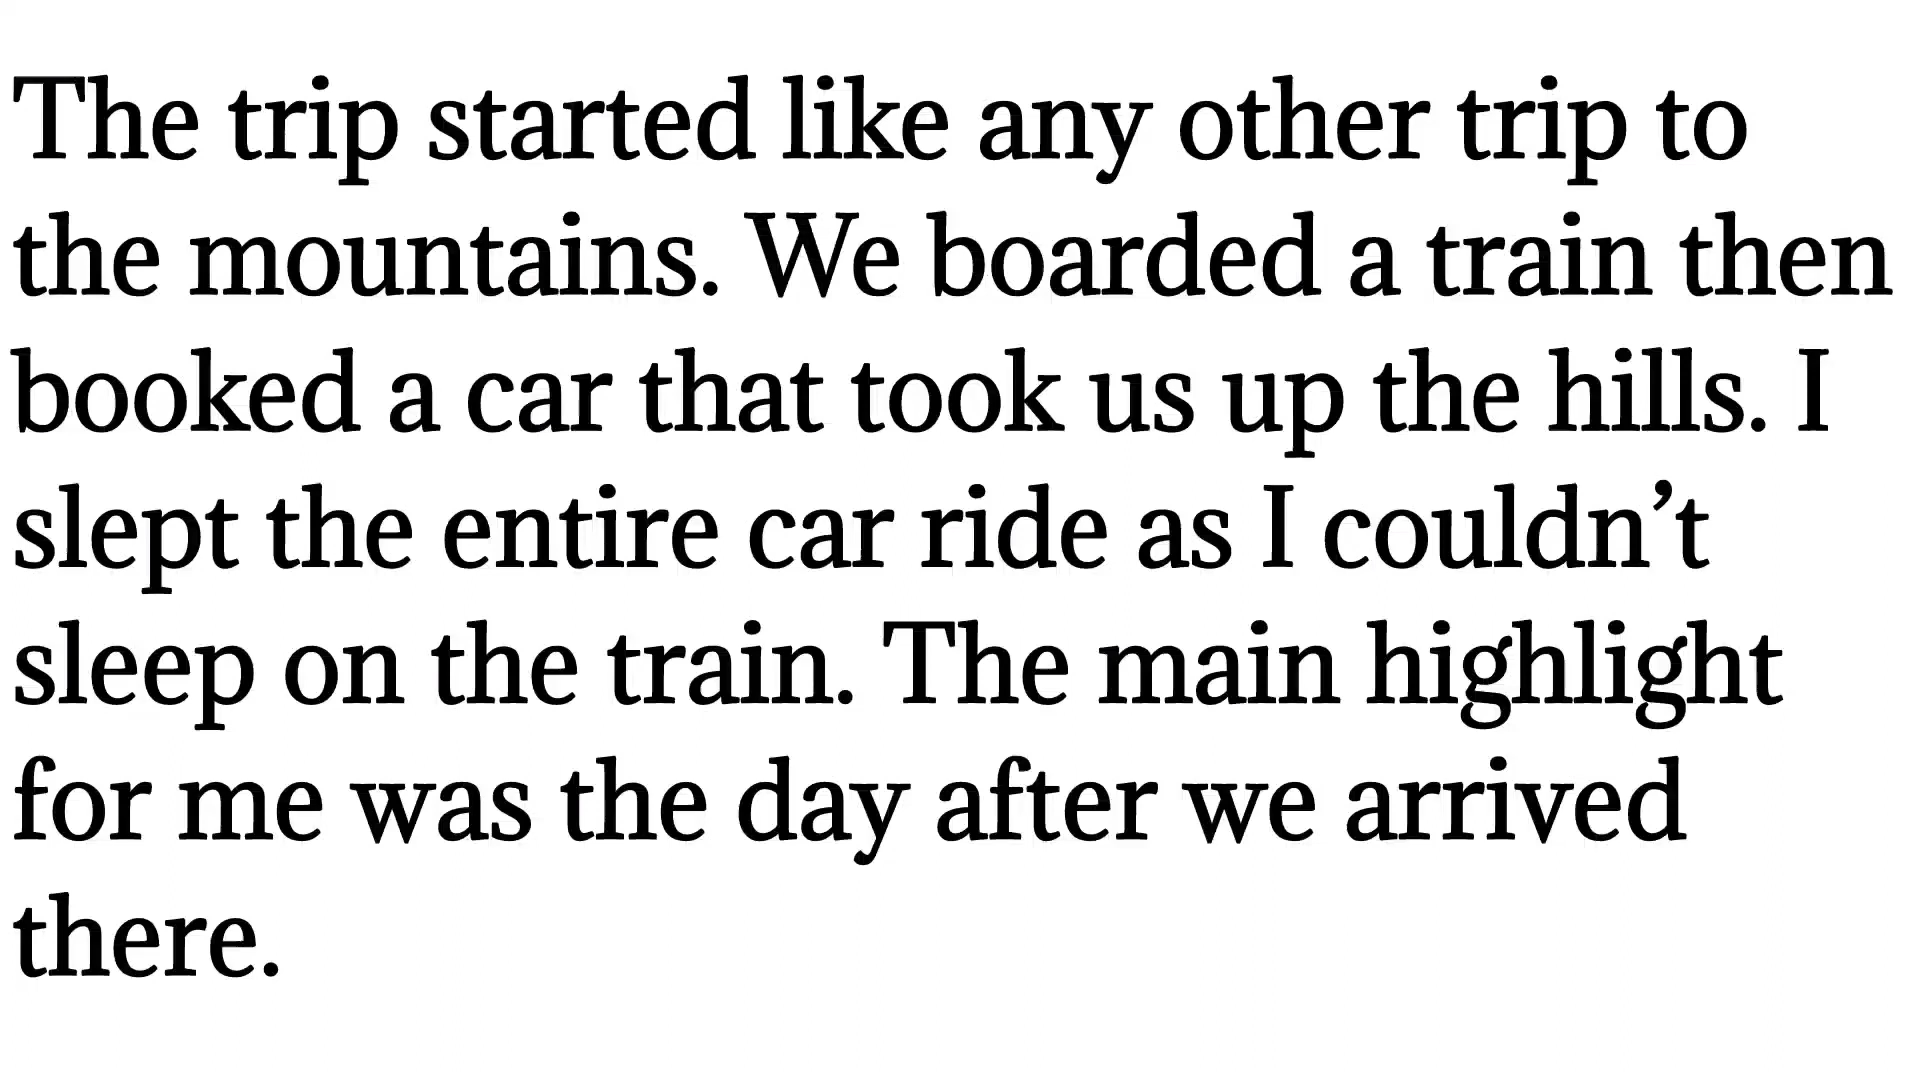 The trip started like any other trip to
the mountains. We boarded a train then
booked a car that took us up the hills. I
slept the entire car ride as I couldn’t
sleep on the train. The main highlight
for me was the day after we arrived
there.